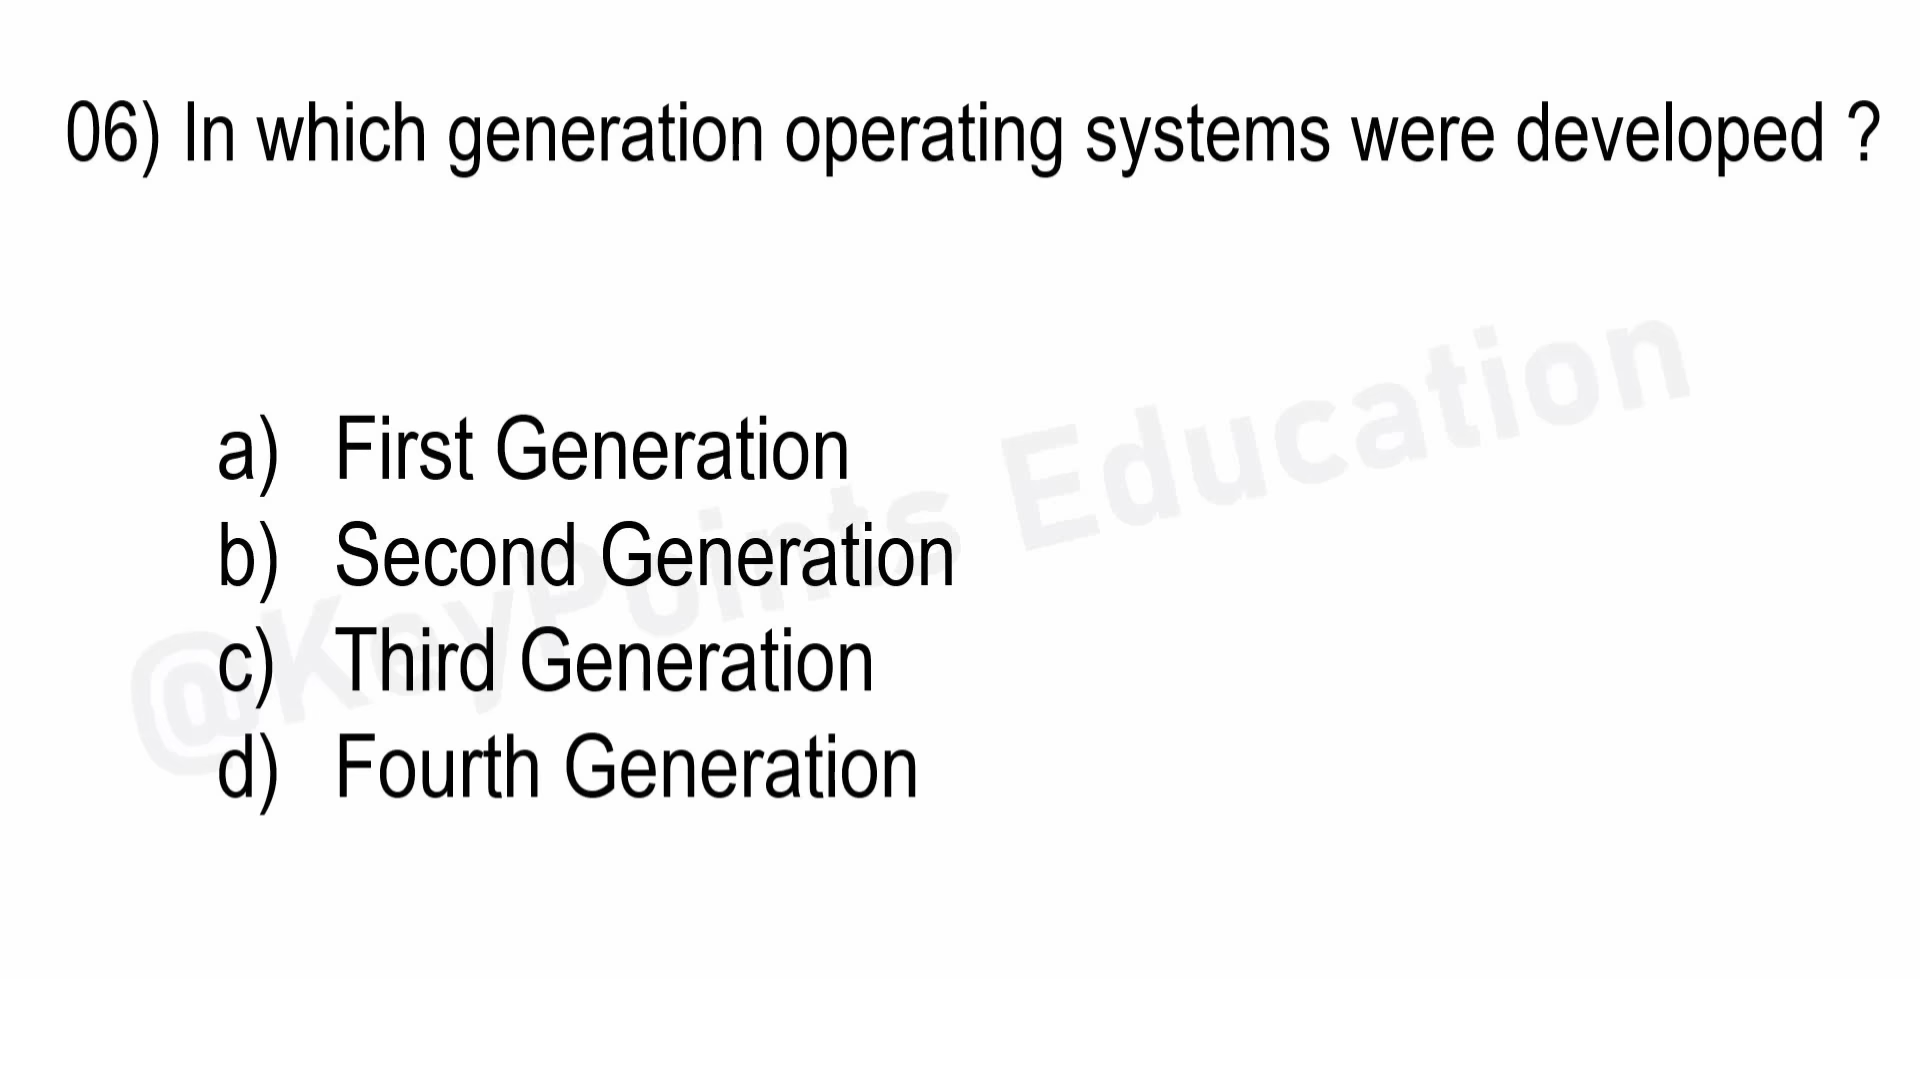 06) In which generation operating systems were developed ?
a) First Generation
b) Second Generation
c) Third Generation
d) Fourth Generation
@KeyPoints Education